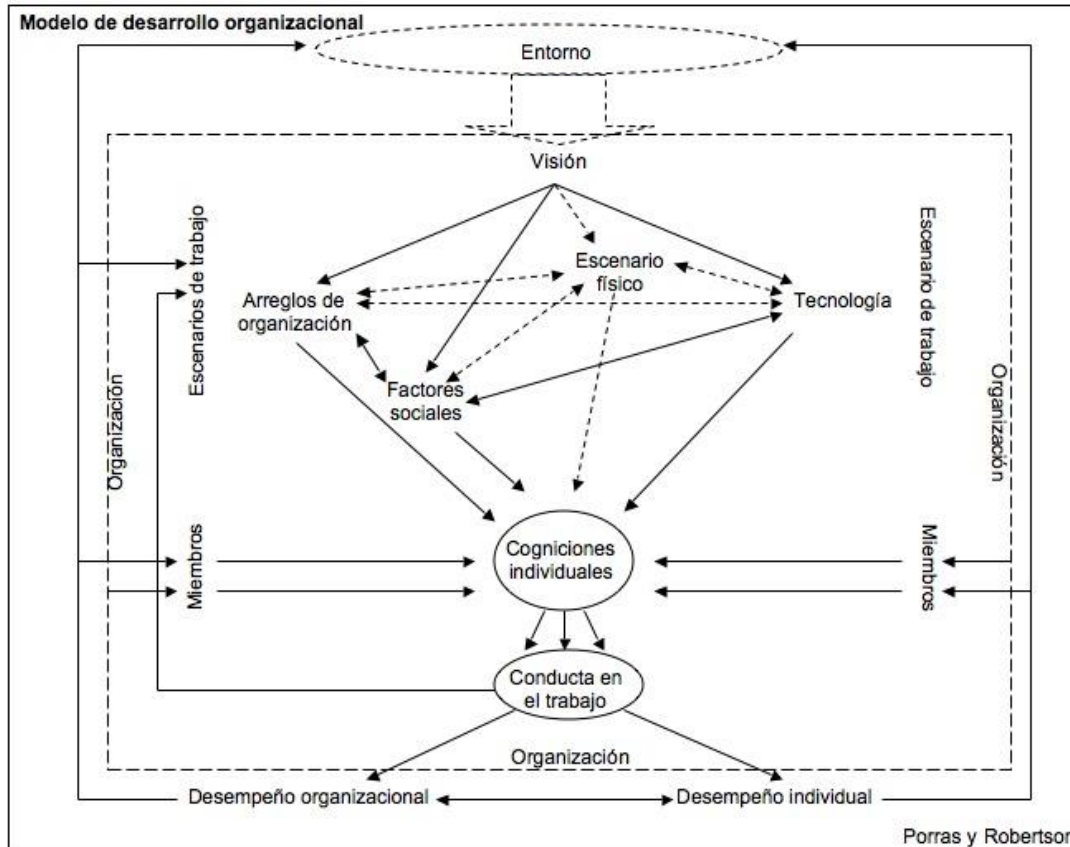 Modelo de desarrollo organizacional
Entorno
Visión
Escenarios de trabajo
Escenario de trabajo
Escenario
físico
Arreglos de
organización
Tecnología
Factores
sociales
Organización
Organización
Cogniciones
individuales
Miembros
Miembros
Conducta en
el trabajo
Organización
Desempeño organizacional
Desempeño individual
Porras y Robertson